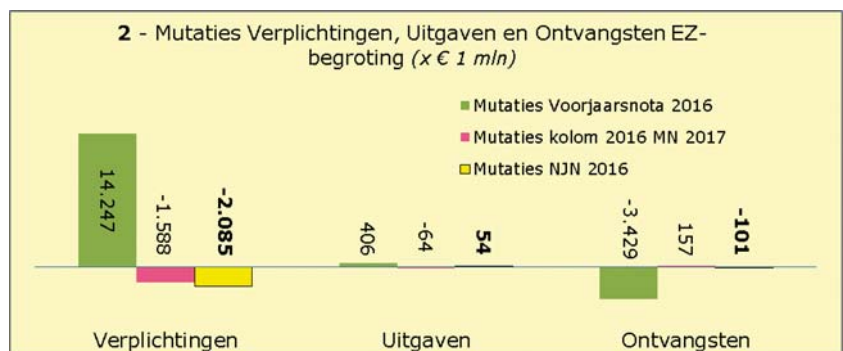 2 - Mutaties Verplichtingen, Uitgaven en Ontvangsten EZ-
begroting (x € 1 mln)
Mutaties Voorjaarsnota 2016
Mutaties kolom 2016 MN 2017
Mutaties NJN 2016
14.247
-1.588
-2.085
406
-64
54
-3.429
157
-101
Verplichtingen
Uitgaven
Ontvangsten